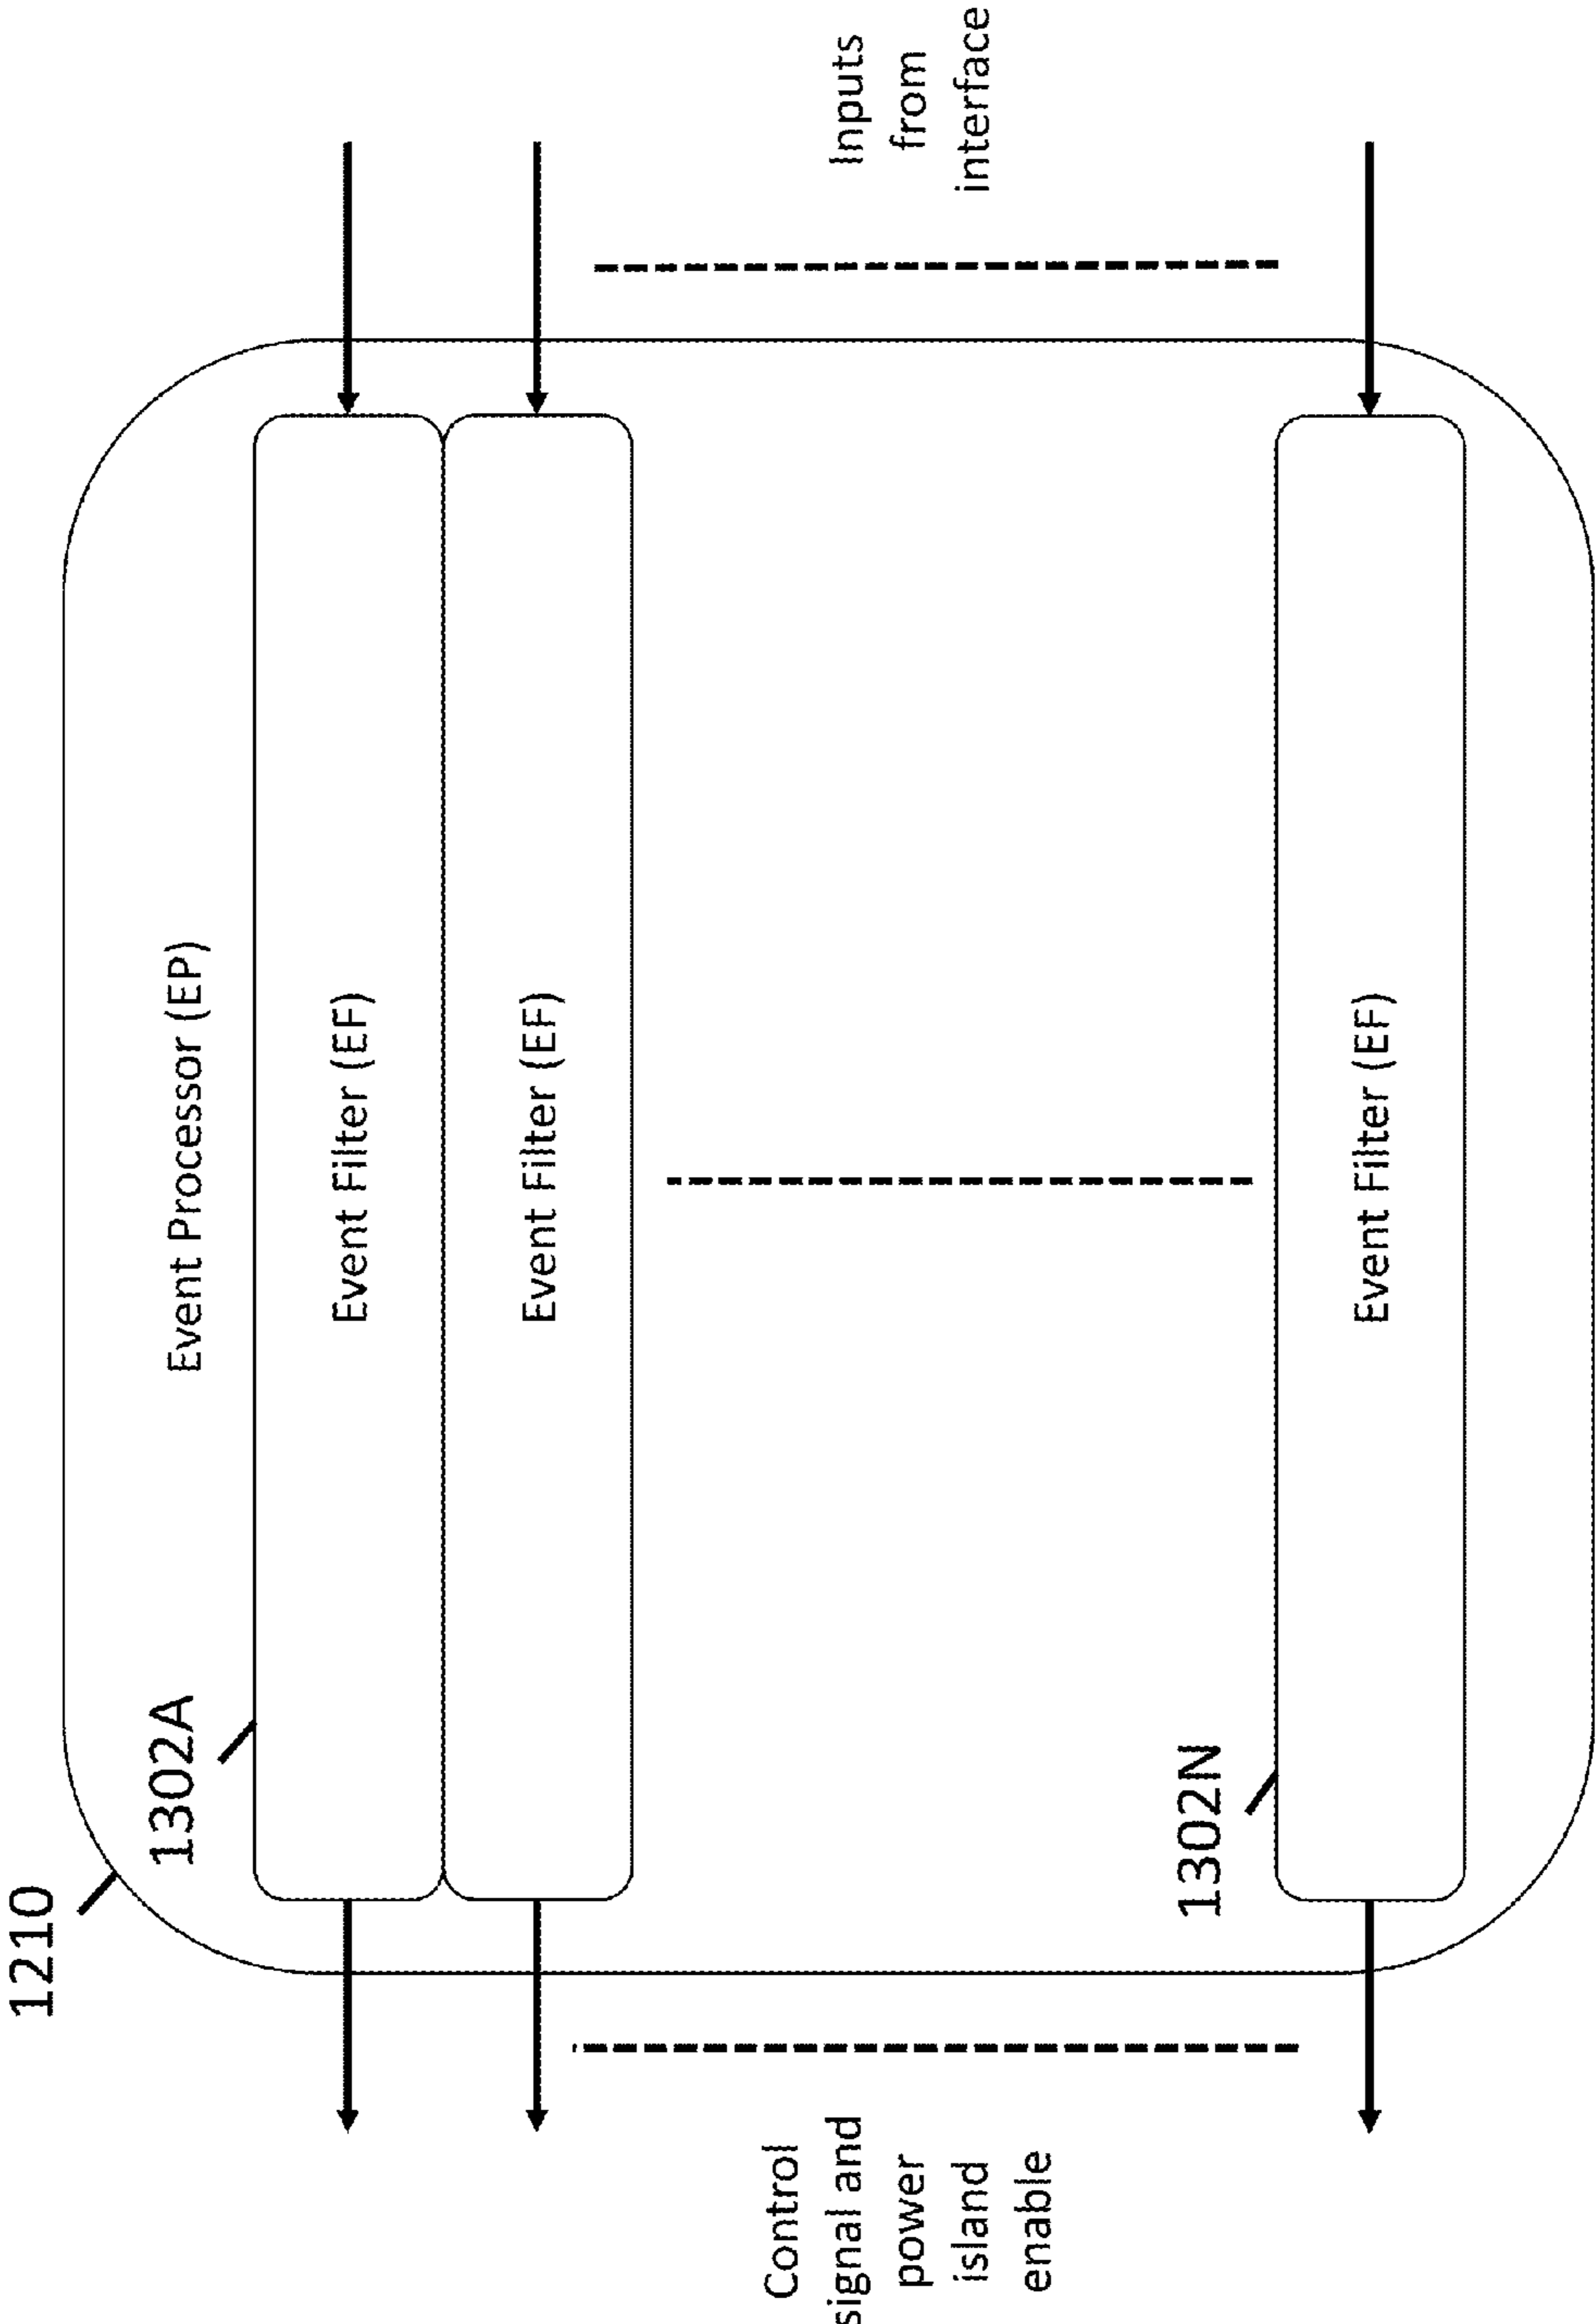 1210
1302A
Event Processor (EP)
Event Filter (EF)
Event Filter (EF)
Control
signal and
power
island
enable
Inputs
from
interface
1302N
Event Filter (EF)